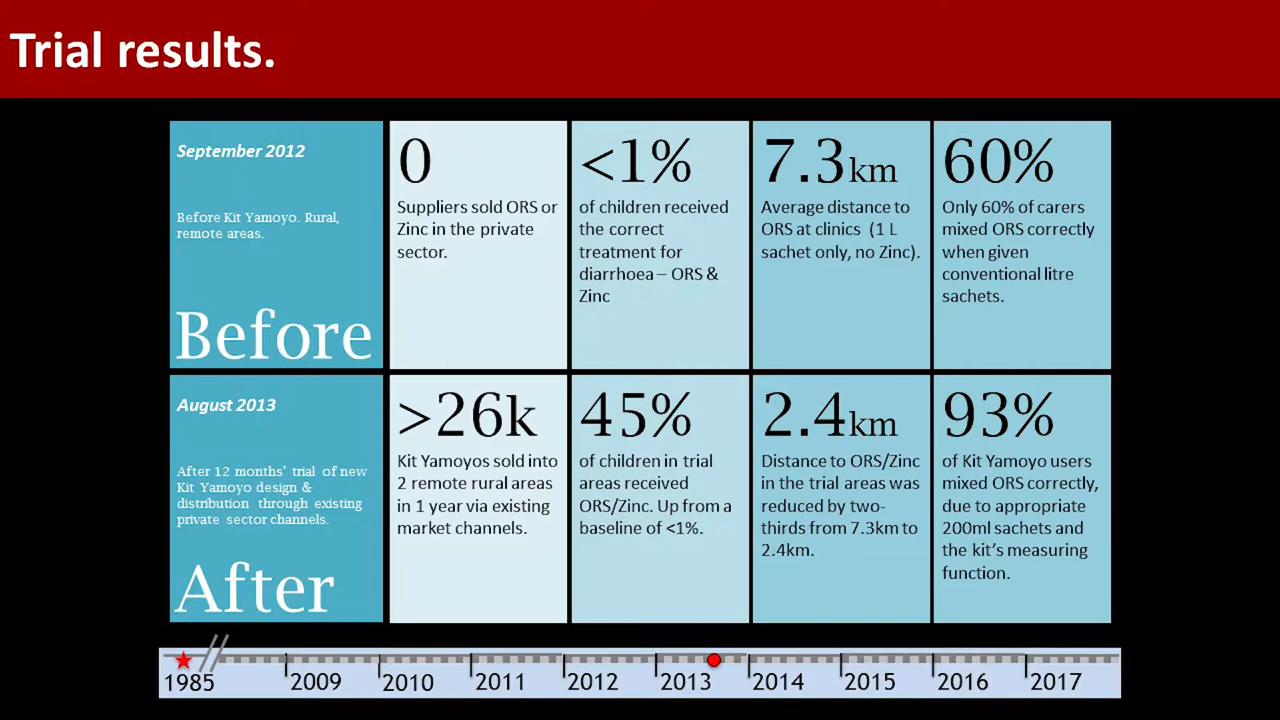 Trial results.
September 2012
Before Kit Yamoyo. Rural,
remote areas.
Before
0
Suppliers sold ORS or
Zinc in the private
sector.
<1%
of children received
the correct
treatment for
diarrhoea – ORS &
Zinc
7.3km
Average distance to
ORS at clinics (1 L
sachet only, no Zinc).
60%
Only 60% of carers
mixed ORS correctly
when given
conventional litre
sachets.
August 2013
After 12 months' trial of new
Kit Yamoyo design &
distribution through existing
private sector channels.
After
>26k
Kit Yamoyos sold into
2 remote rural areas
in 1 year via existing
market channels.
45%
of children in trial
areas received
ORS/Zinc. Up from a
baseline of <1%.
2.4km
Distance to ORS/Zinc
in the trial areas was
reduced by two-
thirds from 7.3km to
2.4km.
93%
of Kit Yamoyo users
mixed ORS correctly,
due to appropriate
200ml sachets and
the kit's measuring
function.
1985 2009 2010 2011 2012 2013 2014 2015 2016 2017